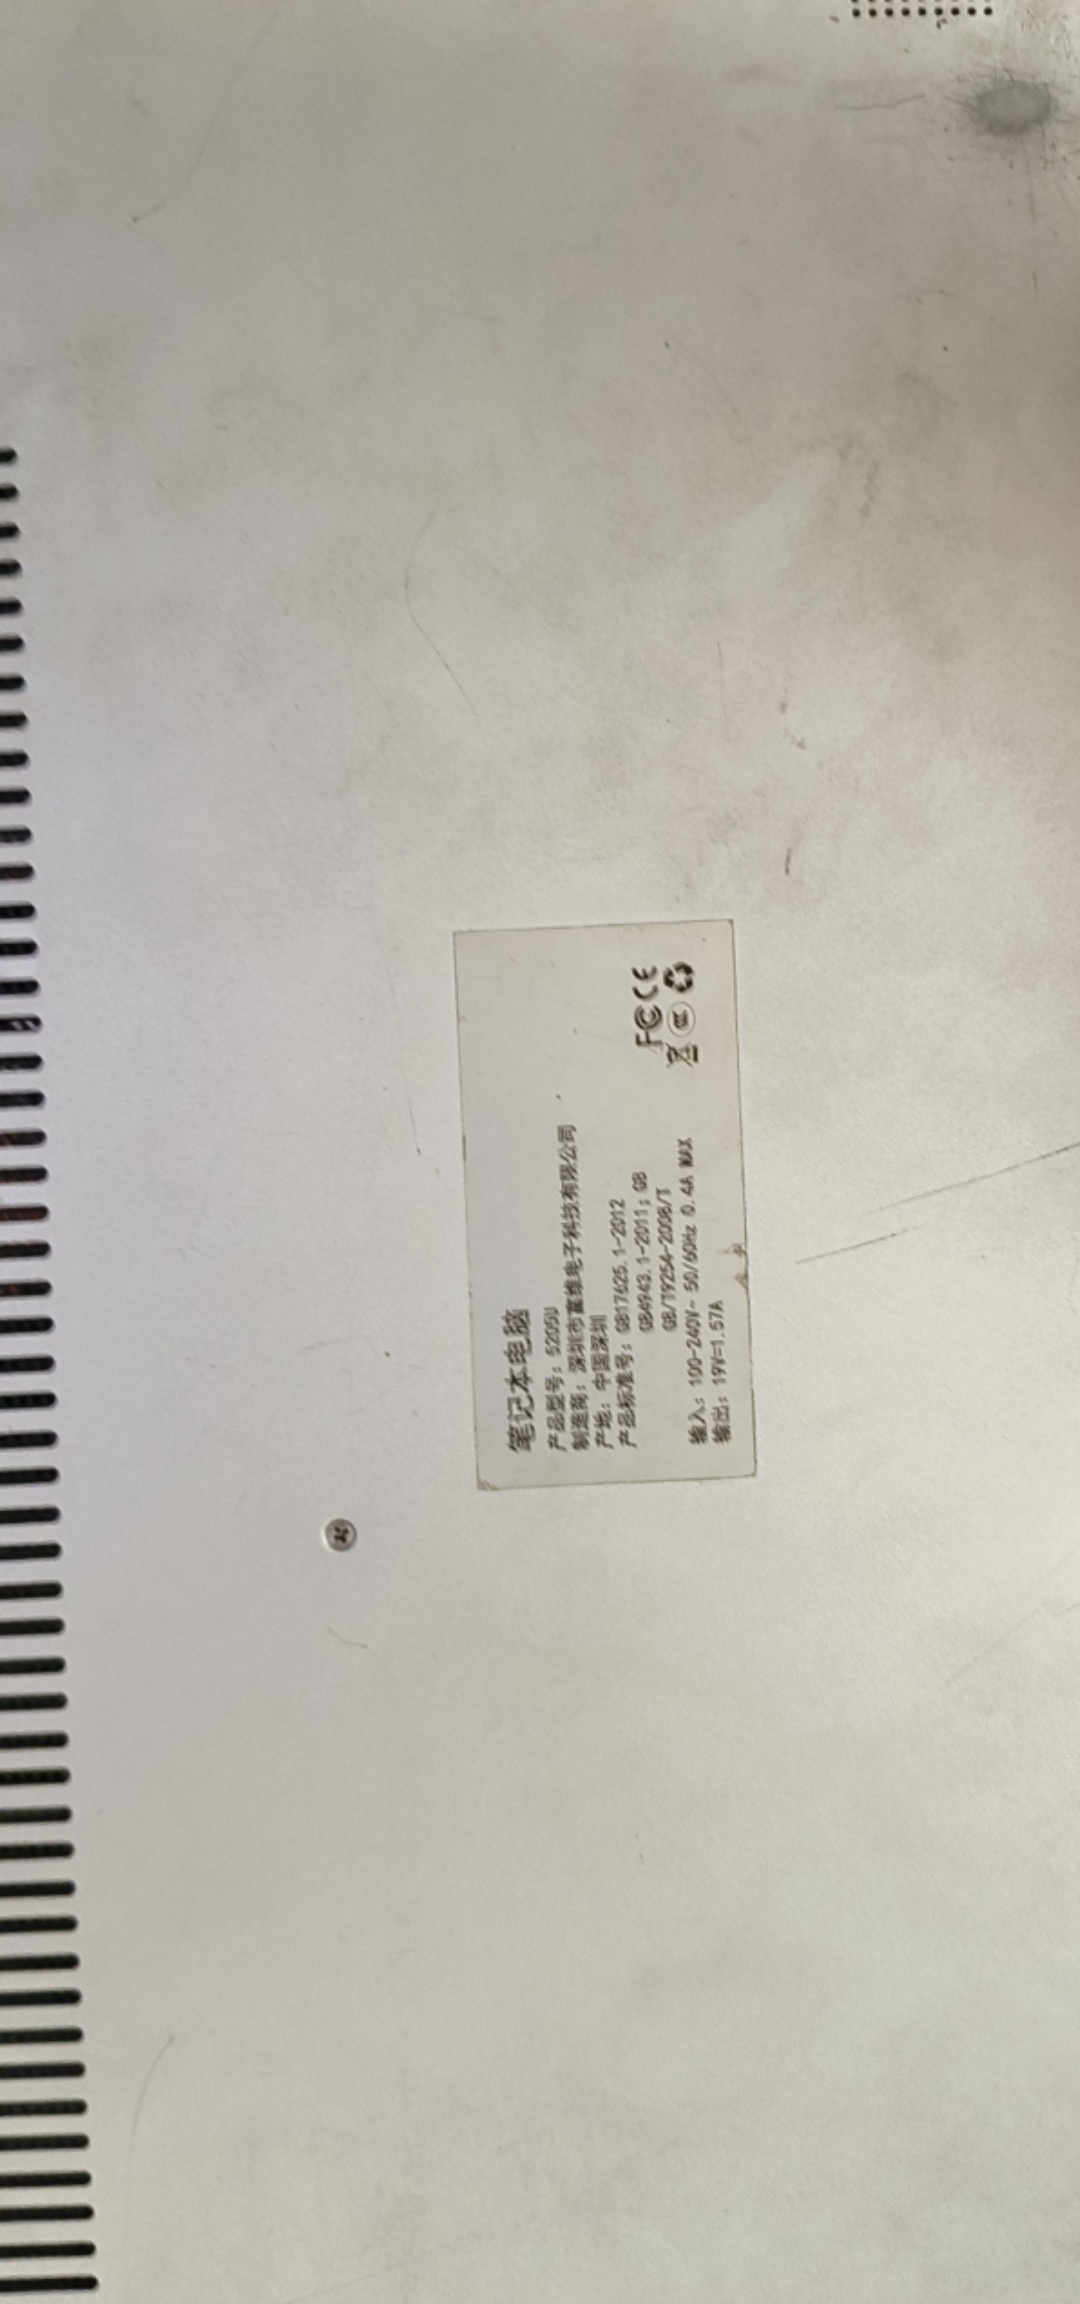 笔记本电脑
产品型号：5205U
制造商：深圳市富维电子科技有限公司
产地：中国深圳
产品标准号：GB17625.1-2012
GB4943.1-2011；GB
GB/T9254-2008/T
输入：100-240V~ 50/60Hz 0.4A MAX
输出：19V=1.57A
FC CE